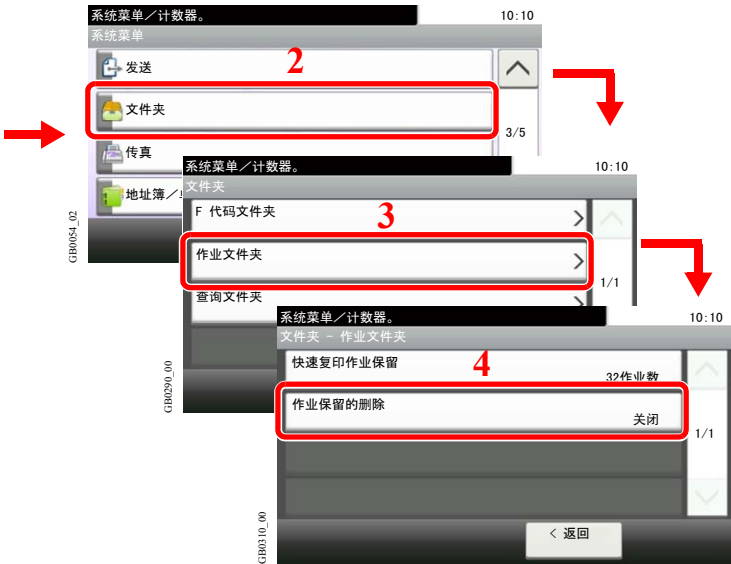 系统菜单／计数器。 10:10
系统菜单
发送
2
文件夹
3/5
传真
地址簿／
GB0054_02
系统菜单／计数器。 10:10
文件夹
F 代码文件夹
3
作业文件夹
1/1
查询文件夹
GB0290_00
系统菜单／计数器。 10:10
文件夹 - 作业文件夹
快速复印作业保留
4
32作业数
作业保留的删除
关闭
1/1
< 返回
GB0310_00